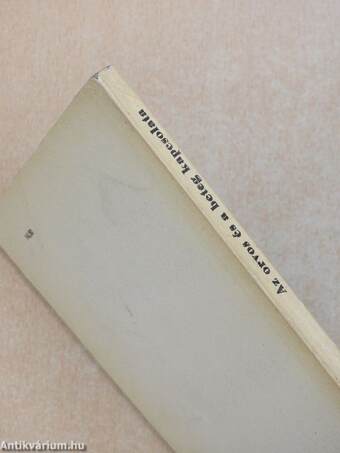 Az orvos és a beteg kapcsolata
Antikvárium.hu